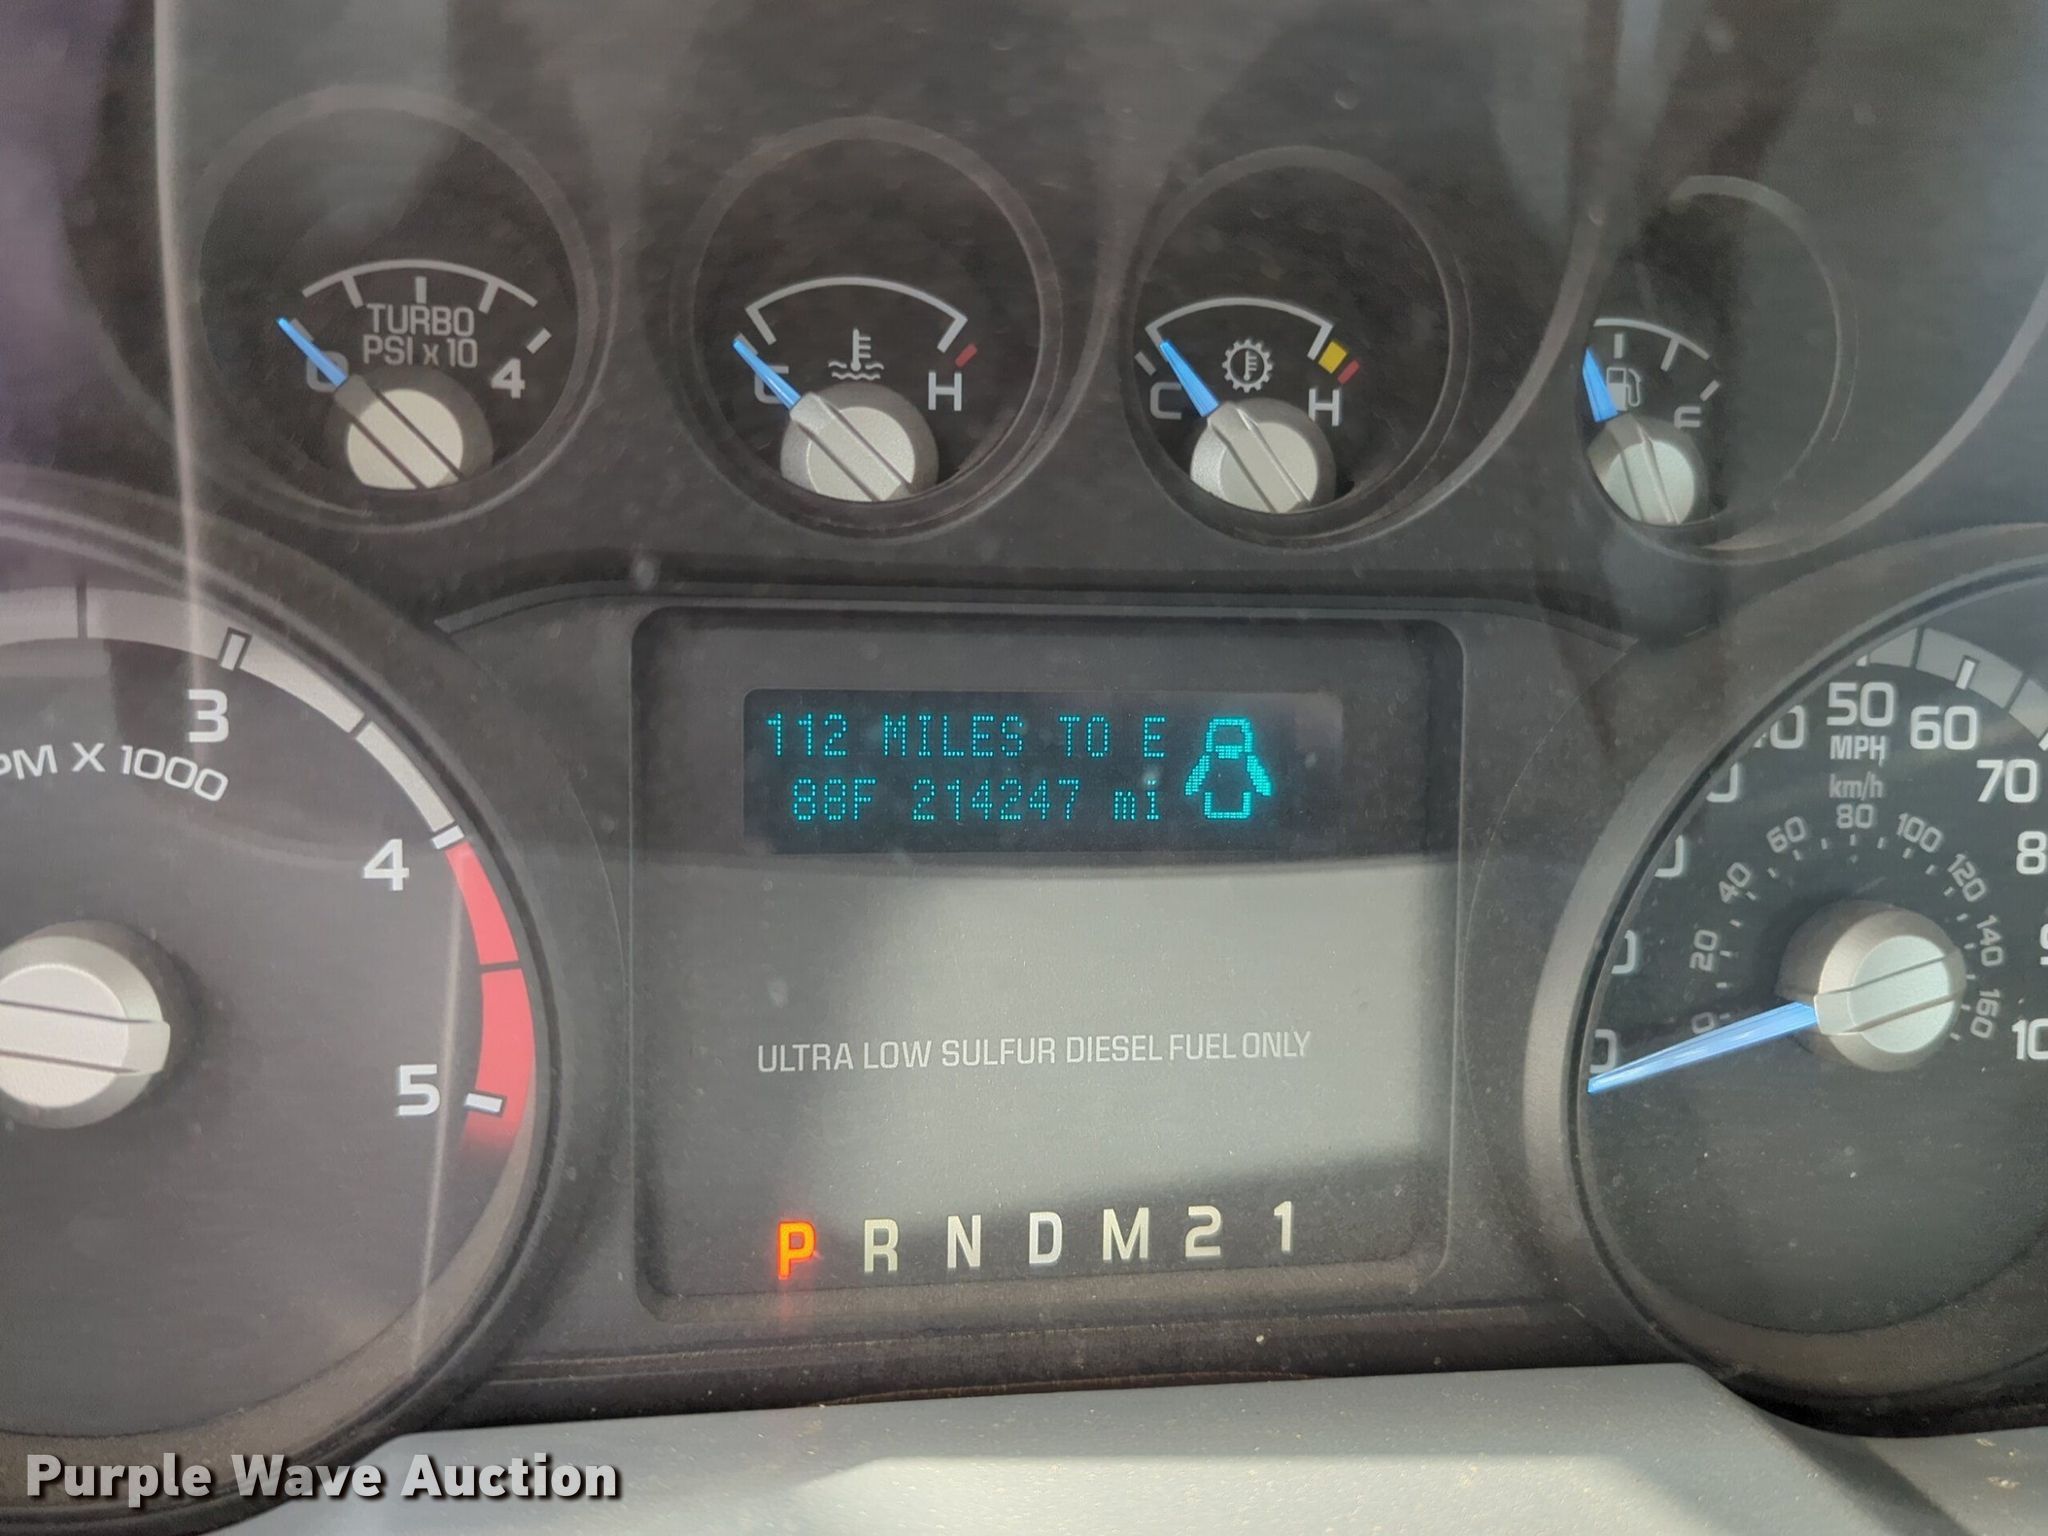 TURBO
PSI x 10
0
4
C
H
C
H
F
3
PM X 1000
4
5
112 MILES TO E
88F 214247 mi
ULTRA LOW SULFUR DIESEL FUEL ONLY
P R N D M 2 1
50
60
70
MPH
km/h
0
20
40
60
80
100
120
140
160
Purple Wave Auction